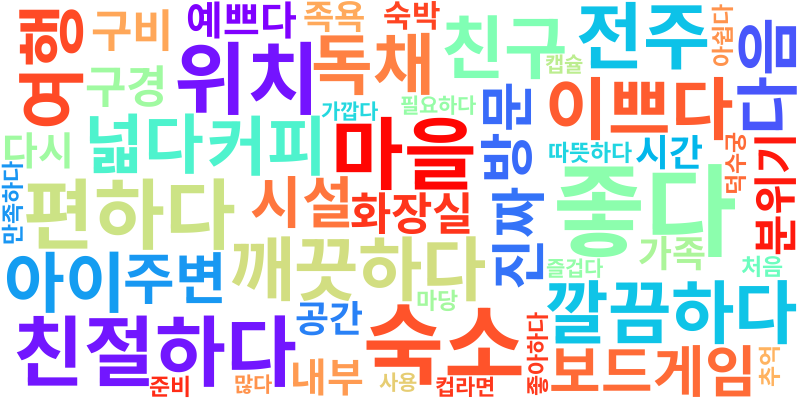 여행
구비
예쁘다
족욕
숙박
친구
전주
아쉽다
다음
구경
위치
독채
캡슐
이쁘다
가깝다
필요하다
다시
넓다
커피
마을
방문
따뜻하다
시간
덕수궁
분위기
만족하다
편하다
시설
화장실
진짜
좋다
가족
아이
주변
깨끗하다
즐겁다
처음
마당
공간
깔끔하다
친절하다
숙소
좋아하다
보드게임
추억
준비
많다
내부
사용
컵라면